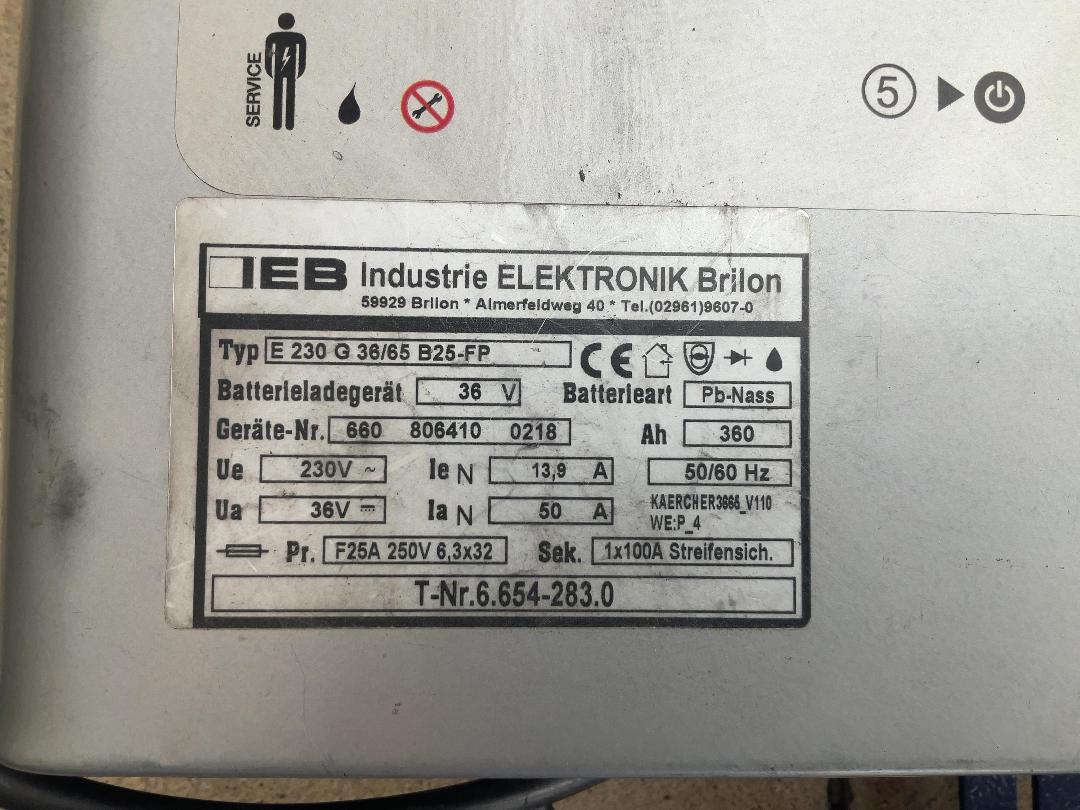 SERVICE
5
IEB Industrie ELEKTRONIK Brilon
59929 Brilon * Almerfeldweg 40 * Tel.(02961)9607-0
Typ E 230 G 36/65 B25-FP CE
Batterieladegerät 36 V Batterieart Pb-Nass
Geräte-Nr. 660 806410 0218 Ah 360
Ue 230V ~ Ie N 13,9 A 50/60 Hz
Ua 36V ⎓ Ia N 50 A KAERCHER3665_V110
WE:P_4
Pr. F25A 250V 6,3x32 Sek. 1x100A Streifensich.
T-Nr.6.654-283.0